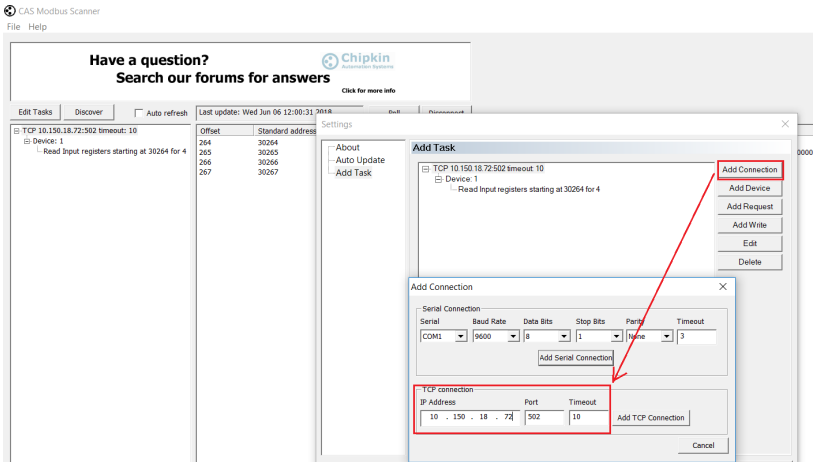 CAS Modbus Scanner
File Help
Have a question?
Search our forums for answers
Chipkin
Automation Systems
Click for more info
Edit Tasks Discover Auto refresh Last update: Wed Jun 06 12:00:31 2018 Poll Disconnect
TCP 10.150.18.72:502 timeout: 10
Device: 1
Read Input registers starting at 30264 for 4
Offset Standard address
264 30264
265 30265
266 30266
267 30267
0000
Settings
About
Auto Update
Add Task
Add Task
TCP 10.150.18.72:502 timeout: 10
Device: 1
Read Input registers starting at 30264 for 4
Add Connection
Add Device
Add Request
Add Write
Edit
Delete
Add Connection
Serial Connection
Serial Baud Rate Data Bits Stop Bits Parity Timeout
COM1 9600 8 1 None 3
Add Serial Connection
TCP connection
IP Address Port Timeout
10 . 150 . 18 . 72 502 10 Add TCP Connection
Cancel